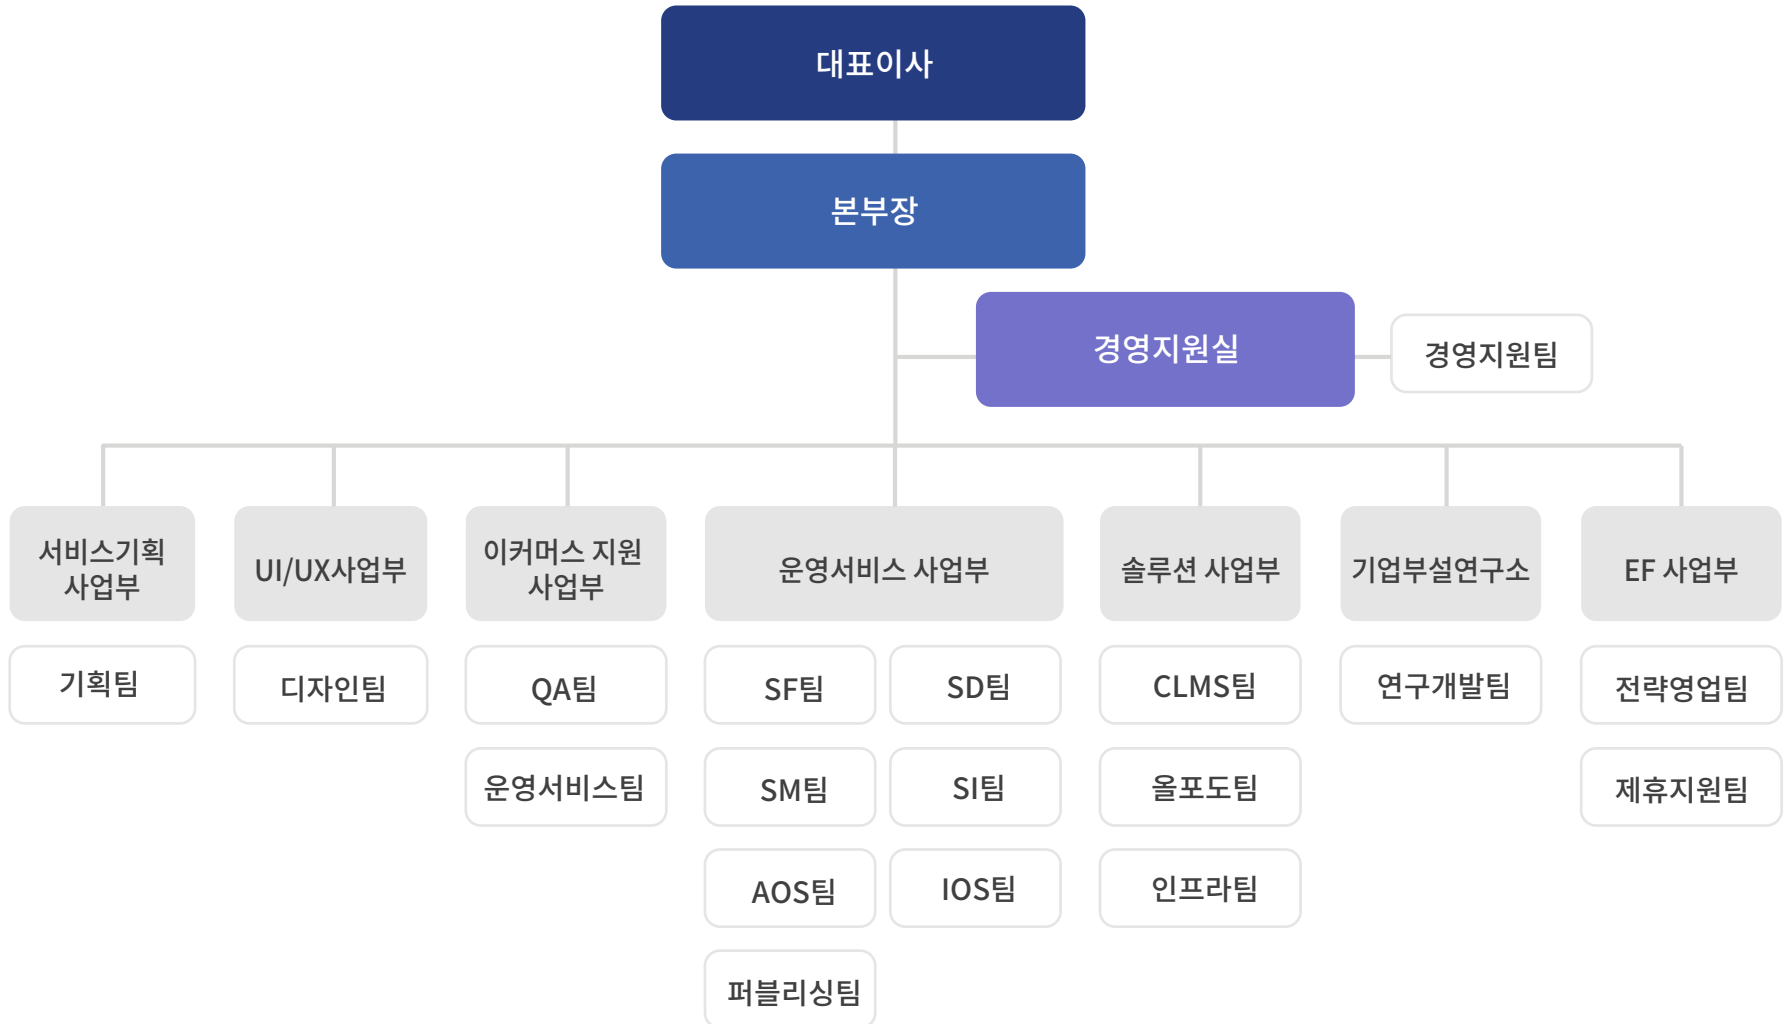 대표이사
본부장
경영지원실
경영지원팀
서비스기획
사업부
UI/UX사업부
이커머스 지원
사업부
운영서비스 사업부
솔루션 사업부
기업부설연구소
EF 사업부
기획팀
디자인팀
QA팀
SF팀
SD팀
CLMS팀
연구개발팀
전략영업팀
운영서비스팀
SM팀
SI팀
올포도팀
제휴지원팀
AOS팀
IOS팀
인프라팀
퍼블리싱팀